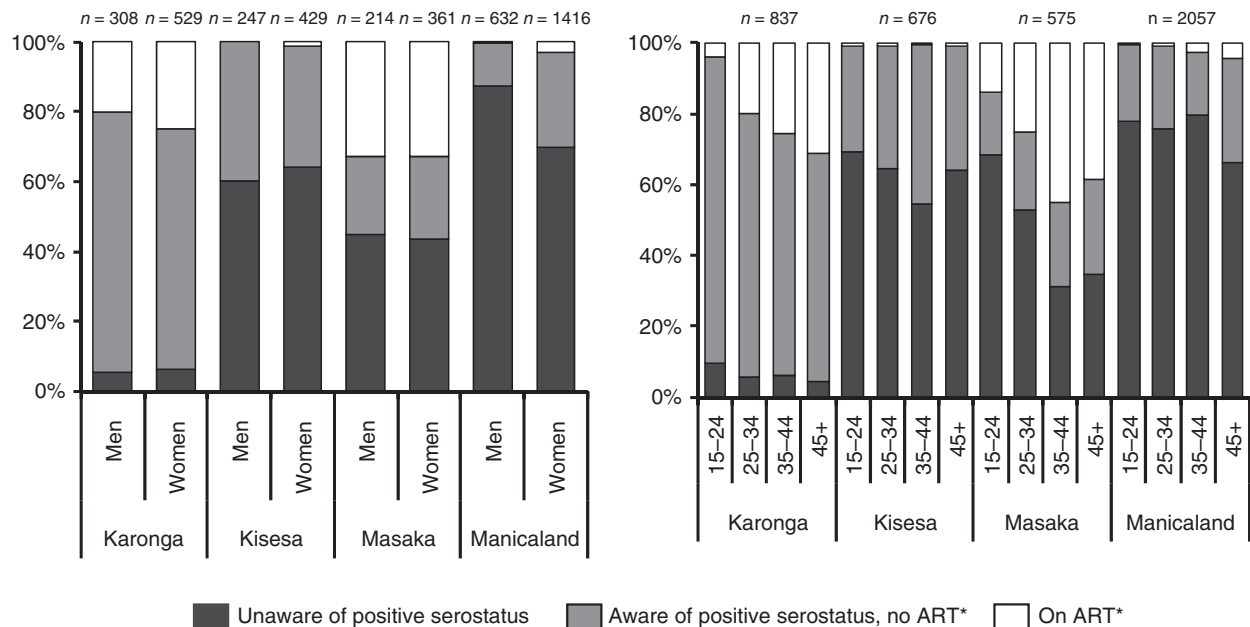 n = 308 n = 529 n = 247 n = 429 n = 214 n = 361 n = 632 n = 1416
100%
80%
60%
40%
20%
0%
Men Women Men Women Men Women Men Women
Karonga Kisesa Masaka Manicaland
n = 837 n = 676 n = 575 n = 2057
100%
80%
60%
40%
20%
0%
15–24 25–34 35–44 45+ 15–24 25–34 35–44 45+ 15–24 25–34 35–44 45+ 15–24 25–34 35–44 45+
Karonga Kisesa Masaka Manicaland
Unaware of positive serostatus Aware of positive serostatus, no ART* On ART*